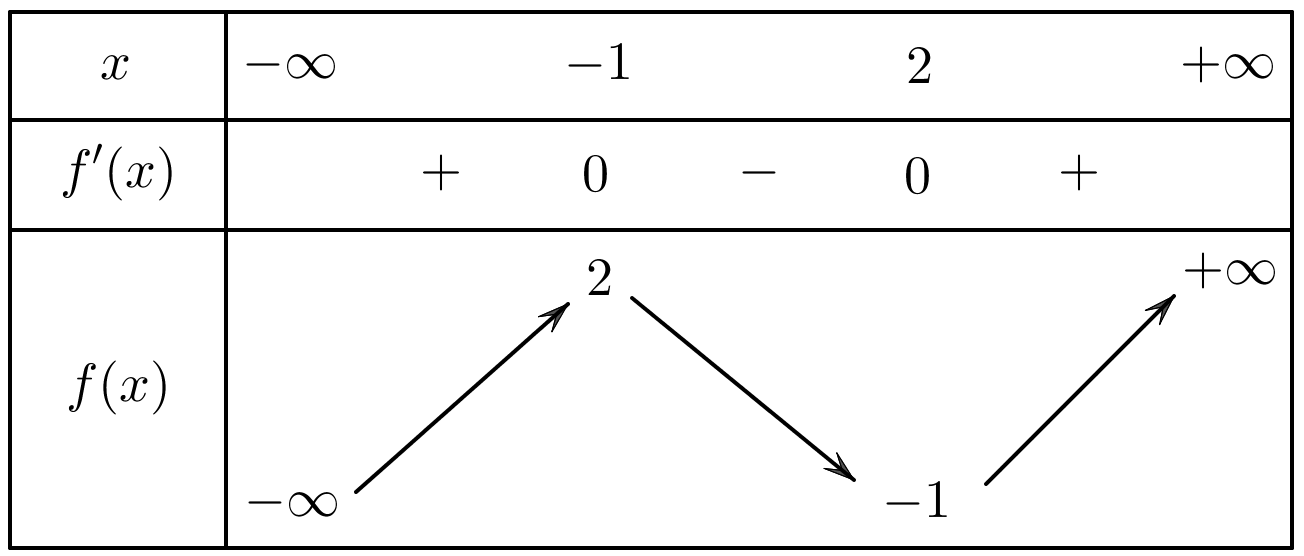 x −∞ −1 2 +∞
f′(x) + 0 − 0 +
2 +∞
f(x)
−∞ −1